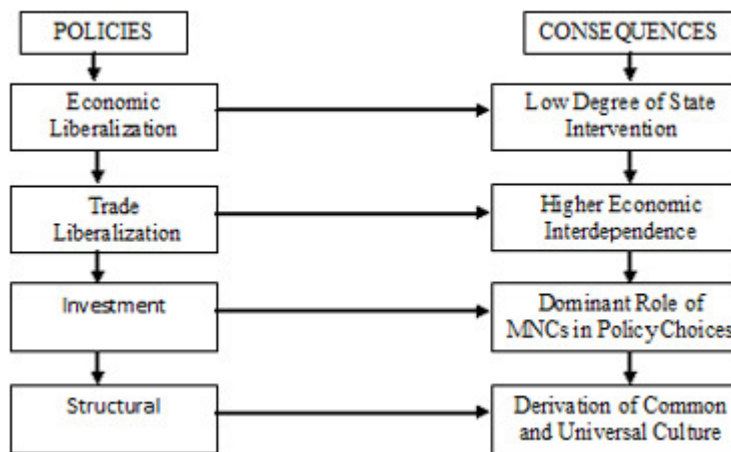 POLICIES
CONSEQUENCES
Economic
Liberalization
Low Degree of State
Intervention
Trade
Liberalization
Higher Economic
Interdependence
Investment
Dominant Role of
MNCs in Policy Choices
Structural
Derivation of Common
and Universal Culture